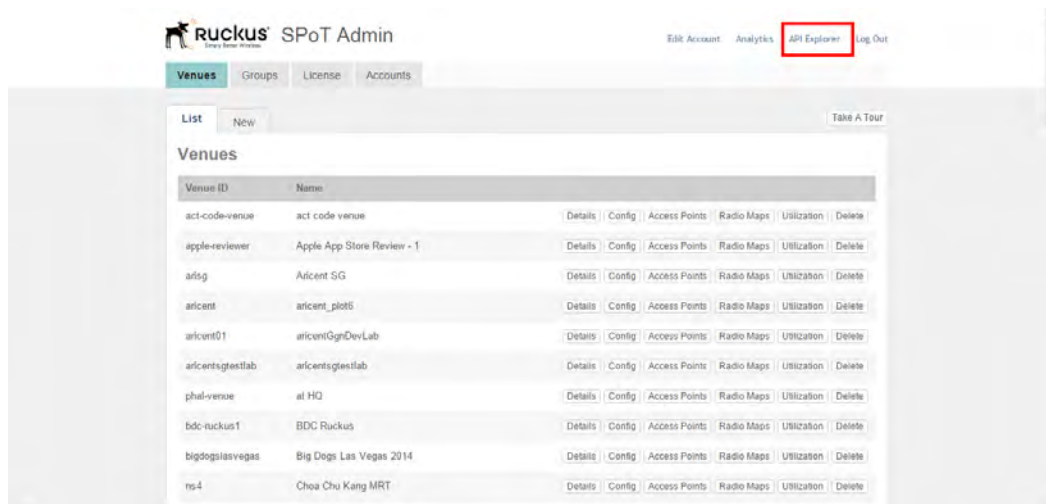 Ruckus SPoT Admin
Simply Better Wireless.
Edit Account Analytics API Explorer Log Out
Venues Groups License Accounts
List New Take A Tour
Venues
Venue ID Name
act-code-venue act code venue Details Config Access Points Radio Maps Utilization Delete
apple-reviewer Apple App Store Review - 1 Details Config Access Points Radio Maps Utilization Delete
arisg Aricent SG Details Config Access Points Radio Maps Utilization Delete
aricent aricent_plot6 Details Config Access Points Radio Maps Utilization Delete
aricent01 aricentGgnDevLab Details Config Access Points Radio Maps Utilization Delete
aricentsgtestlab aricentsgtestlab Details Config Access Points Radio Maps Utilization Delete
phal-venue at HQ Details Config Access Points Radio Maps Utilization Delete
bdc-ruckus1 BDC Ruckus Details Config Access Points Radio Maps Utilization Delete
bigdogslasvegas Big Dogs Las Vegas 2014 Details Config Access Points Radio Maps Utilization Delete
ns4 Choa Chu Kang MRT Details Config Access Points Radio Maps Utilization Delete